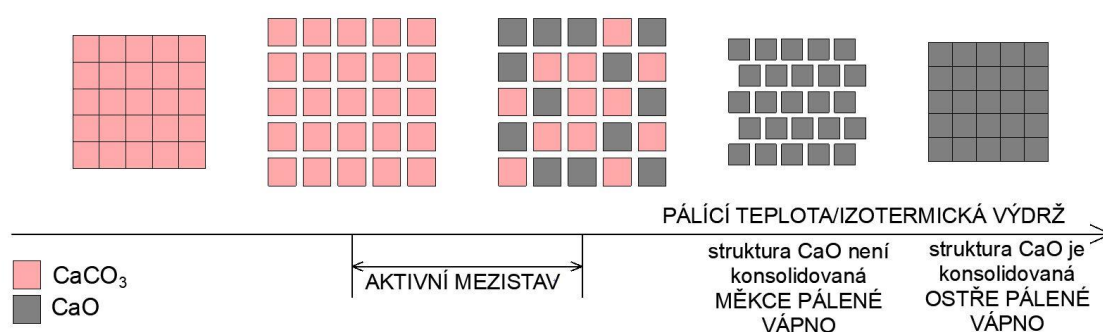 PÁLÍCÍ TEPLOTA/IZOTERMICKÁ VÝDRŽ
CaCO₃
CaO
AKTIVNÍ MEZISTAV
struktura CaO není
konsolidovaná
MĚKCE PÁLENÉ
VÁPNO
struktura CaO je
konsolidovaná
OSTŘE PÁLENÉ
VÁPNO